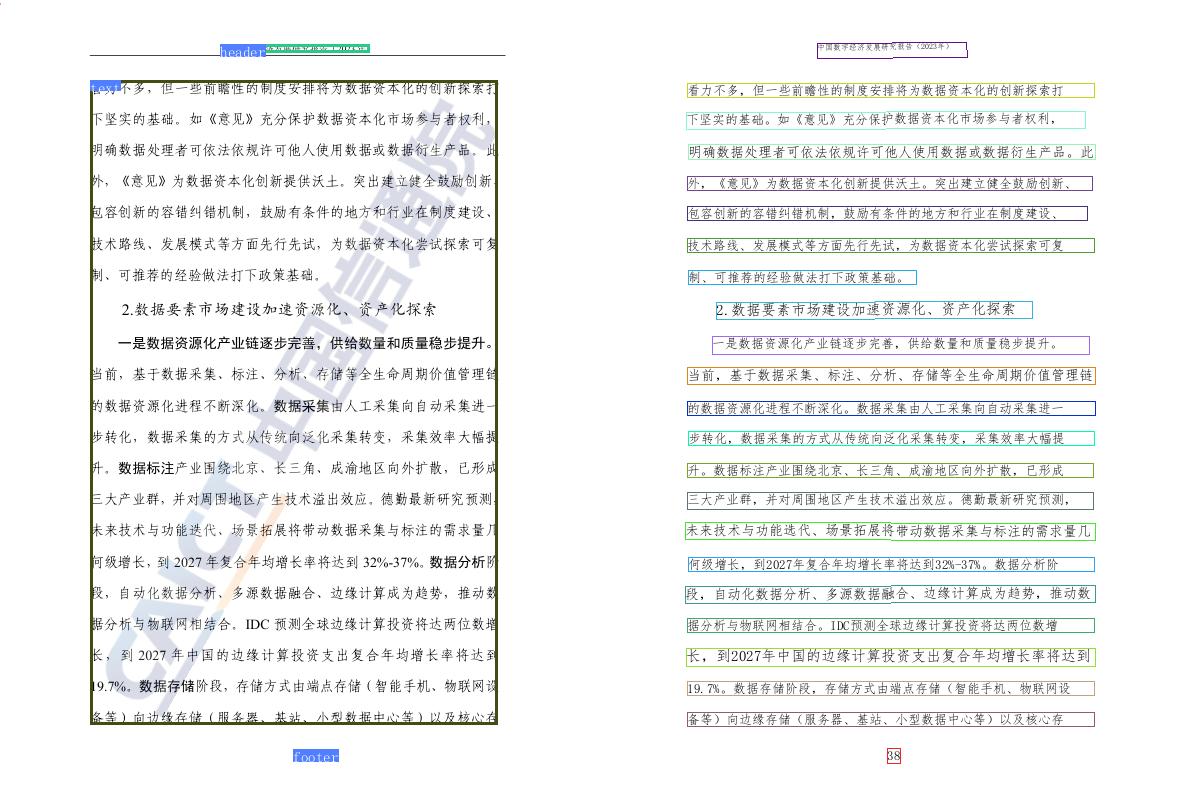 header
text
看力不多，但一些前瞻性的制度安排将为数据资本化的创新探索打
下坚实的基础。如《意见》充分保护数据资本化市场参与者权利，
明确数据处理者可依法依规许可他人使用数据或数据衍生产品。此
外，《意见》为数据资本化创新提供沃土。突出建立健全鼓励创新、
包容创新的容错纠错机制，鼓励有条件的地方和行业在制度建设、
技术路线、发展模式等方面先行先试，为数据资本化尝试探索可复
制、可推荐的经验做法打下政策基础。
2.数据要素市场建设加速资源化、资产化探索
一是数据资源化产业链逐步完善，供给数量和质量稳步提升。
当前，基于数据采集、标注、分析、存储等全生命周期价值管理链
的数据资源化进程不断深化。数据采集由人工采集向自动采集进一
步转化，数据采集的方式从传统向泛化采集转变，采集效率大幅提
升。数据标注产业围绕北京、长三角、成渝地区向外扩散，已形成
三大产业群，并对周围地区产生技术溢出效应。德勤最新研究预测，
未来技术与功能迭代、场景拓展将带动数据采集与标注的需求量几
何级增长，到 2027 年复合年均增长率将达到 32%-37%。数据分析阶
段，自动化数据分析、多源数据融合、边缘计算成为趋势，推动数
据分析与物联网相结合。IDC 预测全球边缘计算投资将达两位数增
长，到 2027 年中国的边缘计算投资支出复合年均增长率将达到
19.7%。数据存储阶段，存储方式由端点存储（智能手机、物联网设
备等）向边缘存储（服务器、基站、小型数据中心等）以及核心存
footer
CAICT 中国信通院
中国数字经济发展研究报告（2023年）
看力不多，但一些前瞻性的制度安排将为数据资本化的创新探索打
下坚实的基础。如《意见》充分保护数据资本化市场参与者权利，
明确数据处理者可依法依规许可他人使用数据或数据衍生产品。此
外，《意见》为数据资本化创新提供沃土。突出建立健全鼓励创新、
包容创新的容错纠错机制，鼓励有条件的地方和行业在制度建设、
技术路线、发展模式等方面先行先试，为数据资本化尝试探索可复
制、可推荐的经验做法打下政策基础。
2.数据要素市场建设加速资源化、资产化探索
一是数据资源化产业链逐步完善，供给数量和质量稳步提升。
当前，基于数据采集、标注、分析、存储等全生命周期价值管理链
的数据资源化进程不断深化。数据采集由人工采集向自动采集进一
步转化，数据采集的方式从传统向泛化采集转变，采集效率大幅提
升。数据标注产业围绕北京、长三角、成渝地区向外扩散，已形成
三大产业群，并对周围地区产生技术溢出效应。德勤最新研究预测，
未来技术与功能迭代、场景拓展将带动数据采集与标注的需求量几
何级增长，到2027年复合年均增长率将达到32%-37%。数据分析阶
段，自动化数据分析、多源数据融合、边缘计算成为趋势，推动数
据分析与物联网相结合。IDC预测全球边缘计算投资将达两位数增
长，到2027年中国的边缘计算投资支出复合年均增长率将达到
19.7%。数据存储阶段，存储方式由端点存储（智能手机、物联网设
备等）向边缘存储（服务器、基站、小型数据中心等）以及核心存
38